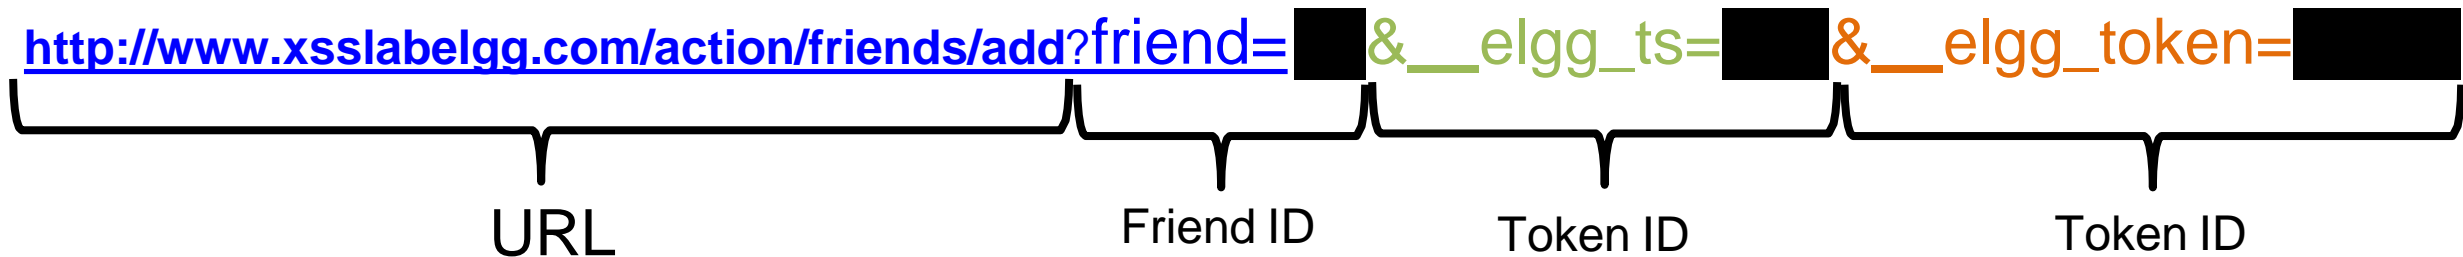 http://www.xsslabelgg.com/action/friends/add?friend= &__elgg_ts= &__elgg_token=
URL Friend ID Token ID Token ID